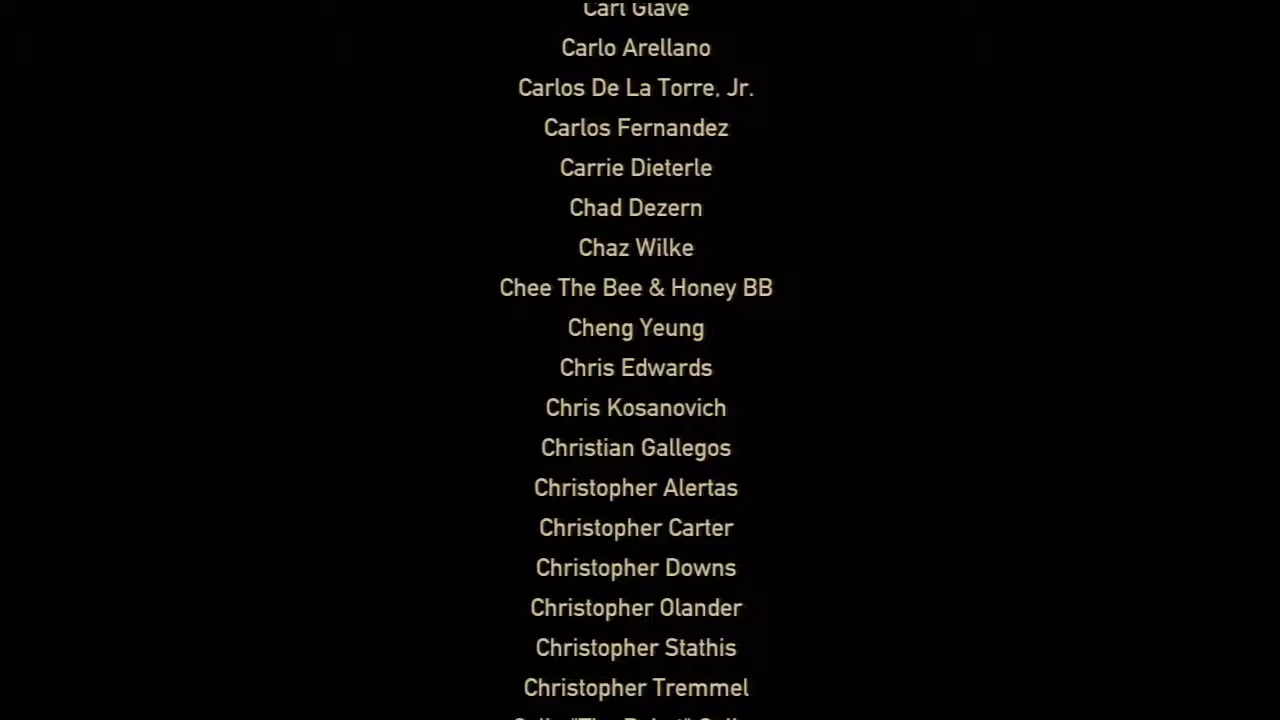 Carl Glave
Carlo Arellano
Carlos De La Torre, Jr.
Carlos Fernandez
Carrie Dieterle
Chad Dezern
Chaz Wilke
Chee The Bee & Honey BB
Cheng Yeung
Chris Edwards
Chris Kosanovich
Christian Gallegos
Christopher Alertas
Christopher Carter
Christopher Downs
Christopher Olander
Christopher Stathis
Christopher Tremmel